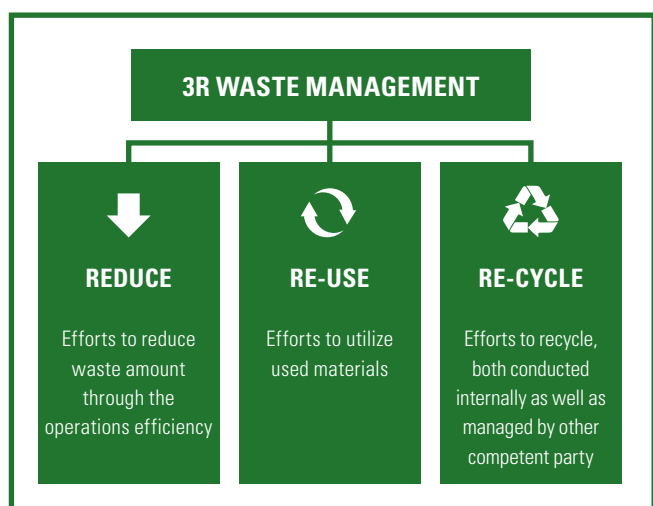 3R WASTE MANAGEMENT
REDUCE
Efforts to reduce
waste amount
through the
operations efficiency
RE-USE
Efforts to utilize
used materials
RE-CYCLE
Efforts to recycle,
both conducted
internally as well as
managed by other
competent party